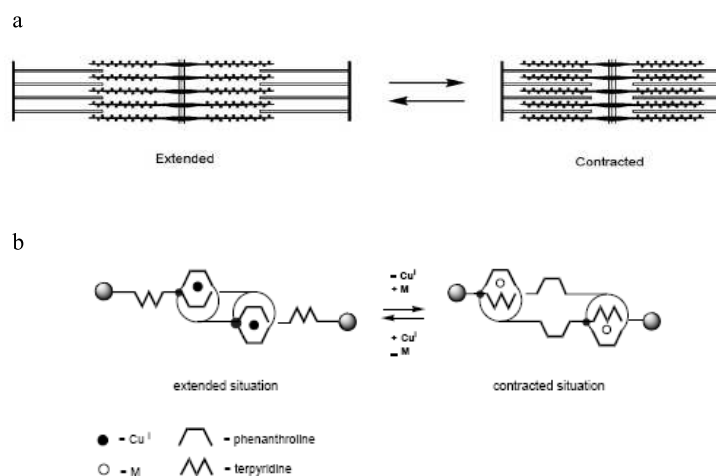 a
Extended
Contracted
b
- Cu I
+ M
+ Cu I
- M
extended situation
contracted situation
- Cu I
- phenanthroline
- M
- terpyridine